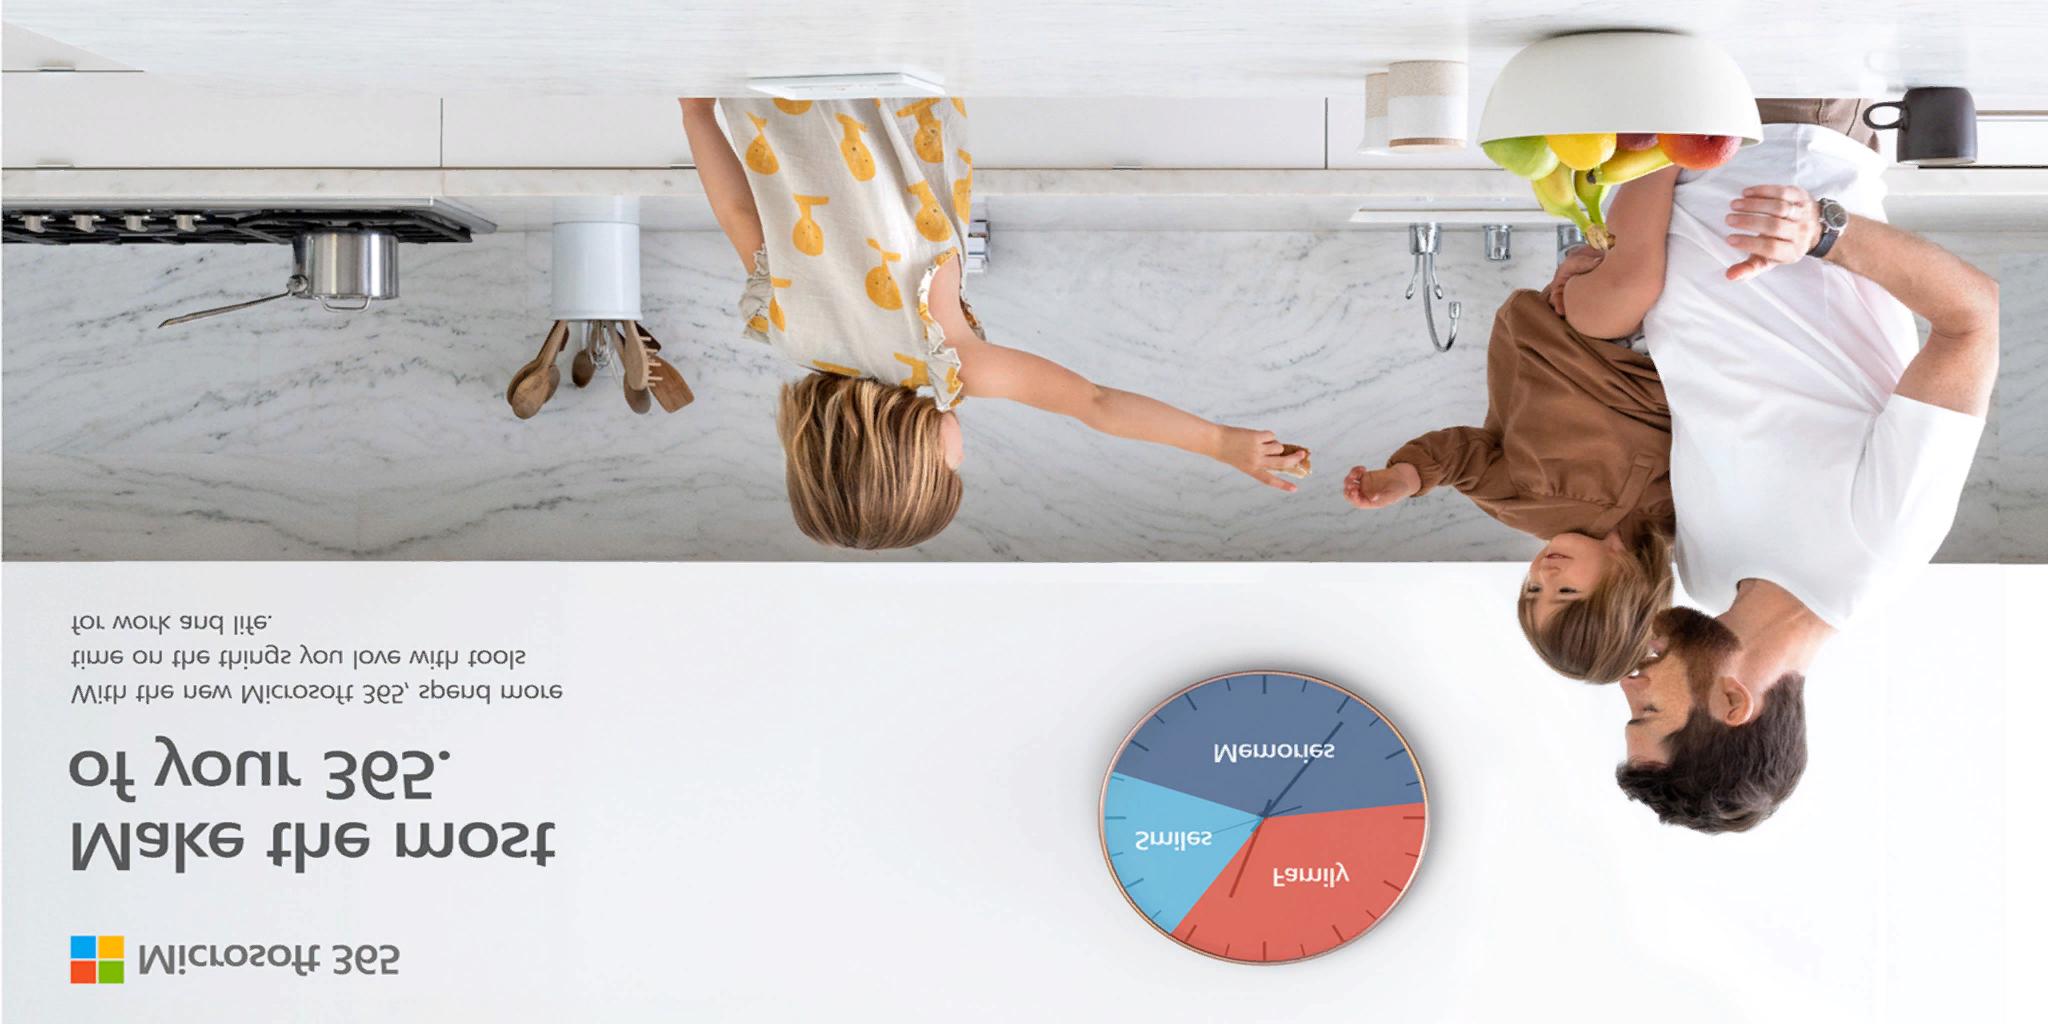 Microsoft 365
Make the most
of your 365.
With the new Microsoft 365, spend more
time on the things you love with tools
for work and life.
Family
Smiles
Memories